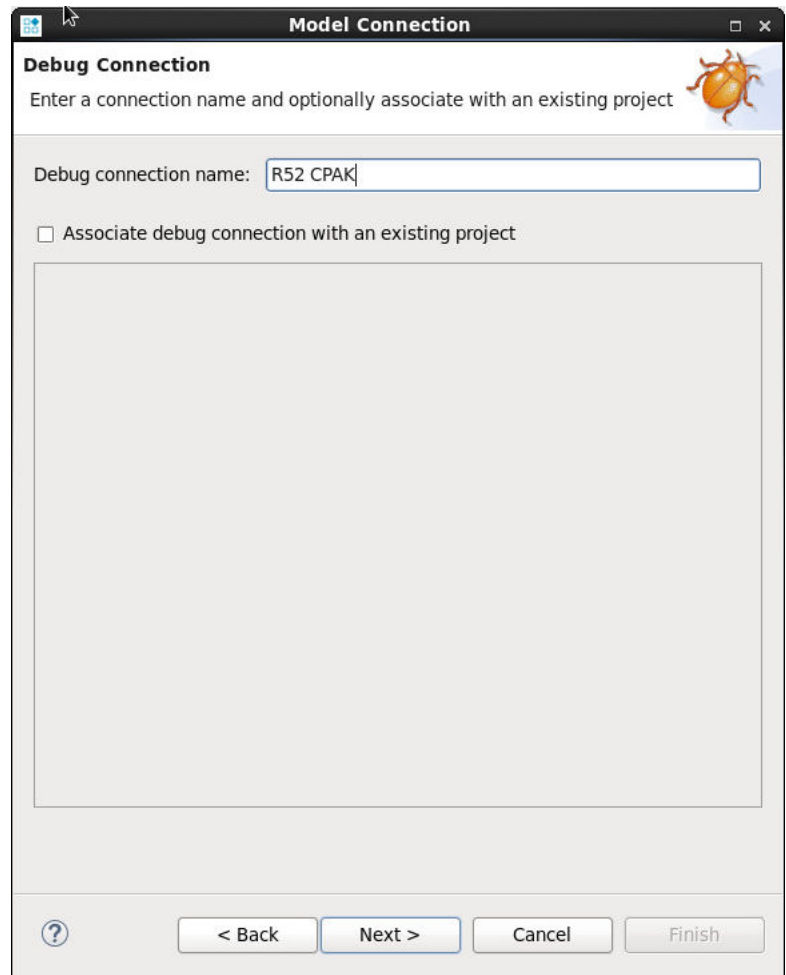 Model Connection
Debug Connection
Enter a connection name and optionally associate with an existing project
Debug connection name: R52 CPAK
Associate debug connection with an existing project
? < Back Next > Cancel Finish